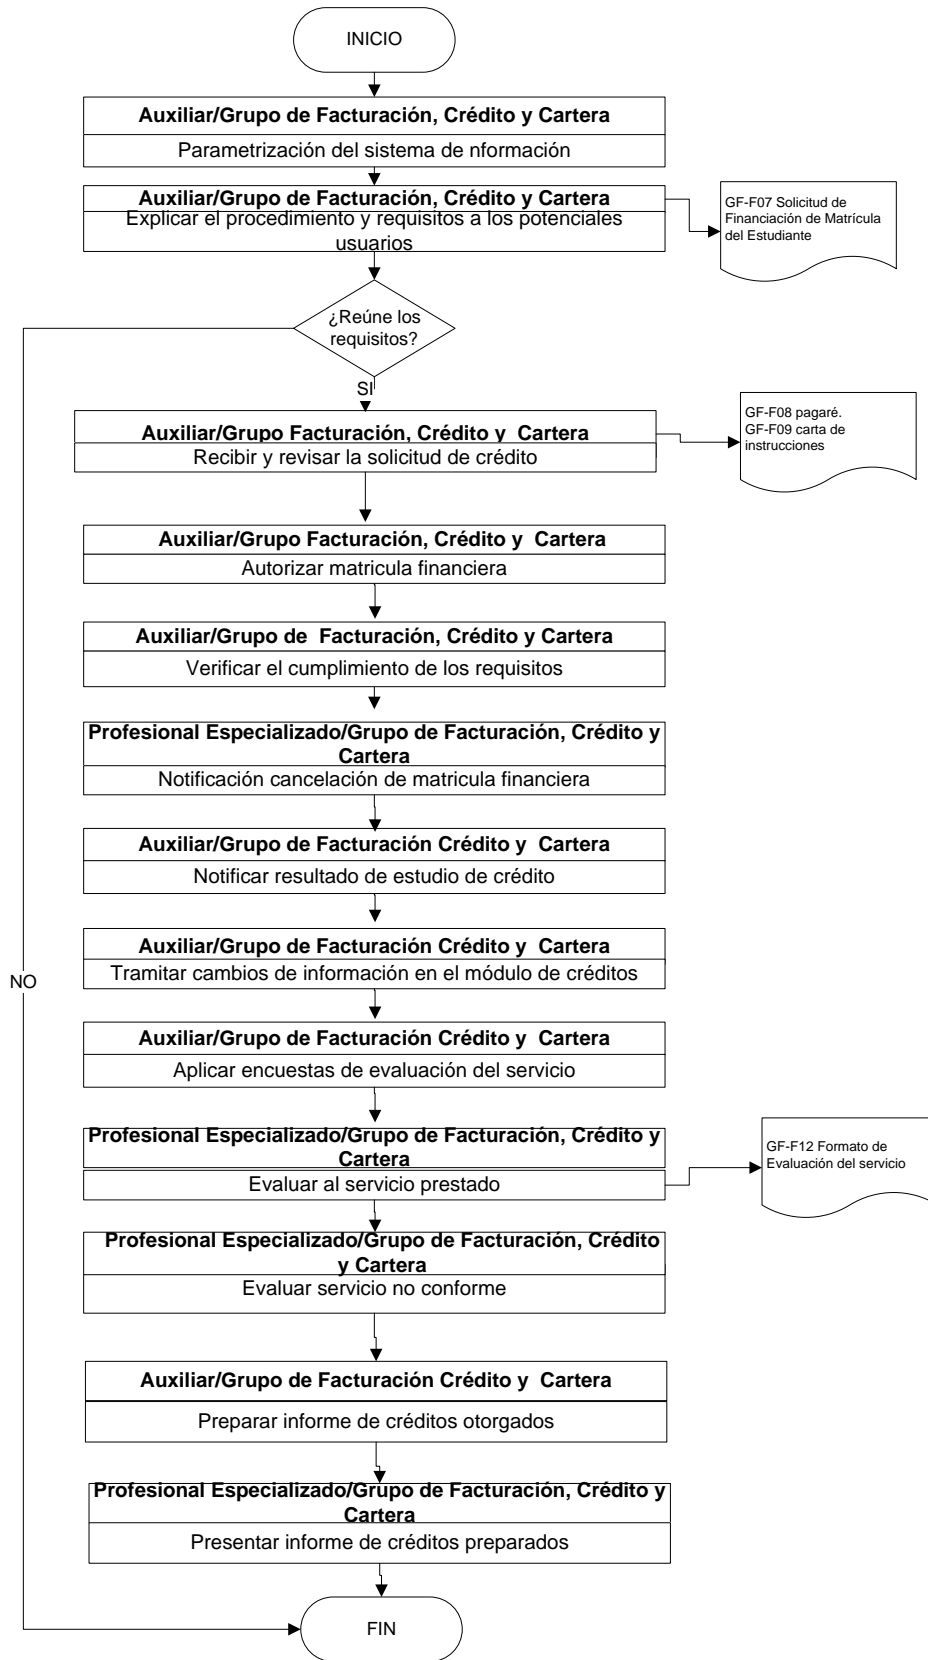 INICIO
Auxiliar/Grupo de Facturación, Crédito y Cartera
Parametrización del sistema de nformación
Auxiliar/Grupo de Facturación, Crédito y Cartera
Explicar el procedimiento y requisitos a los potenciales
usuarios
GF-F07 Solicitud de
Financiación de Matrícula
del Estudiante
¿Reúne los
requisitos?
SI
Auxiliar/Grupo Facturación, Crédito y Cartera
Recibir y revisar la solicitud de crédito
GF-F08 pagaré.
GF-F09 carta de
instrucciones
Auxiliar/Grupo Facturación, Crédito y Cartera
Autorizar matricula financiera
Auxiliar/Grupo de Facturación, Crédito y Cartera
Verificar el cumplimiento de los requisitos
Profesional Especializado/Grupo de Facturación, Crédito y
Cartera
Notificación cancelación de matricula financiera
Auxiliar/Grupo de Facturación Crédito y Cartera
Notificar resultado de estudio de crédito
Auxiliar/Grupo de Facturación Crédito y Cartera
Tramitar cambios de información en el módulo de créditos
NO
Auxiliar/Grupo de Facturación Crédito y Cartera
Aplicar encuestas de evaluación del servicio
Profesional Especializado/Grupo de Facturación, Crédito y
Cartera
Evaluar al servicio prestado
GF-F12 Formato de
Evaluación del servicio
Profesional Especializado/Grupo de Facturación, Crédito
y Cartera
Evaluar servicio no conforme
Auxiliar/Grupo de Facturación Crédito y Cartera
Preparar informe de créditos otorgados
Profesional Especializado/Grupo de Facturación, Crédito y
Cartera
Presentar informe de créditos preparados
FIN